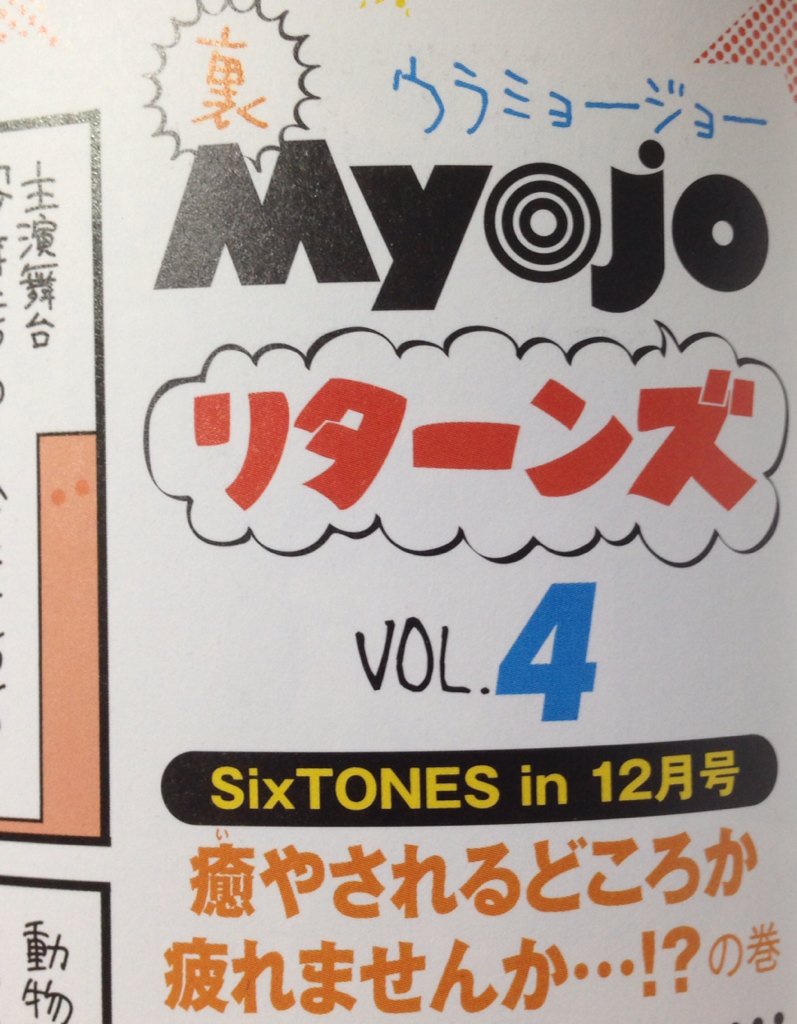 裏
ウラミョージョー
Myojo
リターンズ
VOL.4
SixTONES in 12月号
い
癒やされるどころか
疲れませんか…!?の巻
主演舞台
動物